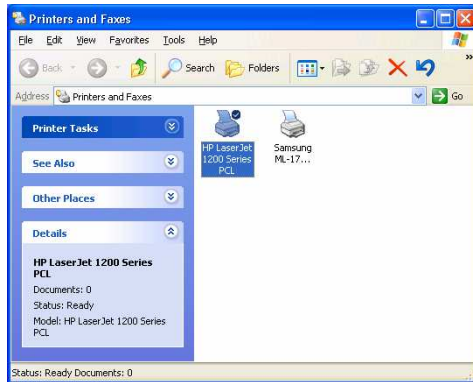 Printers and Faxes
File Edit View Favorites Tools Help
Back Search Folders »
Address Printers and Faxes Go
Printer Tasks
See Also
Other Places
Details
HP LaserJet 1200 Series
PCL
Documents: 0
Status: Ready
Model: HP LaserJet 1200 Series
PCL
HP LaserJet
1200 Series
PCL
Samsung
ML-17...
Status: Ready Documents: 0